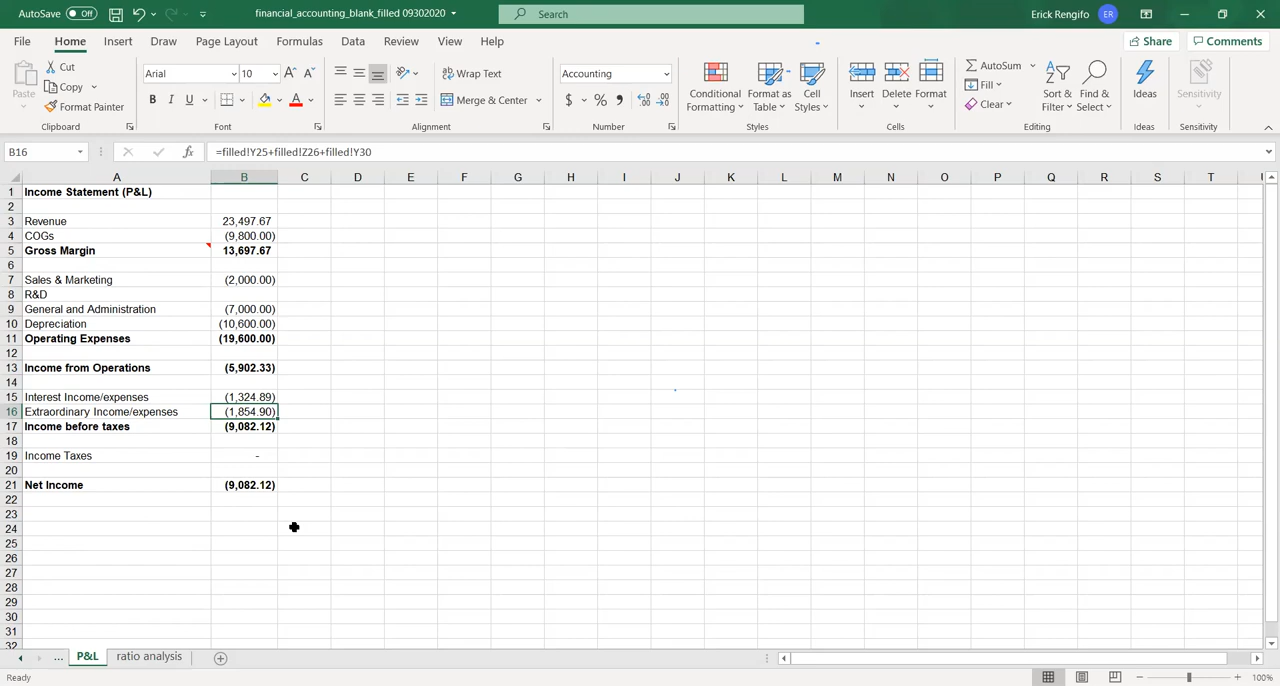 AutoSave Off financial_accounting_blank_filled 09302020 Search Erick Rengifo ER
File Home Insert Draw Page Layout Formulas Data Review View Help Share Comments
Paste Cut Copy Format Painter Clipboard
Arial 10 A A B I U A Font
Wrap Text Merge & Center Alignment
Accounting $ % Number
Conditional Formatting Format as Table Cell Styles Styles
Insert Delete Format Cells
AutoSum Fill Clear Sort & Filter Find & Select Editing
Ideas Ideas
Sensitivity Sensitivity
B16 fx =filled!Y25+filled!Z26+filled!Y30
A B C D E F G H I J K L M N O P Q R S T
1 Income Statement (P&L)
2
3 Revenue 23,497.67
4 COGs (9,800.00)
5 Gross Margin 13,697.67
6
7 Sales & Marketing (2,000.00)
8 R&D
9 General and Administration (7,000.00)
10 Depreciation (10,600.00)
11 Operating Expenses (19,600.00)
12
13 Income from Operations (5,902.33)
14
15 Interest Income/expenses (1,324.89)
16 Extraordinary Income/expenses (1,854.90)
17 Income before taxes (9,082.12)
18
19 Income Taxes -
20
21 Net Income (9,082.12)
22
23
24
25
26
27
28
29
30
31
32
... P&L ratio analysis
Ready 100%